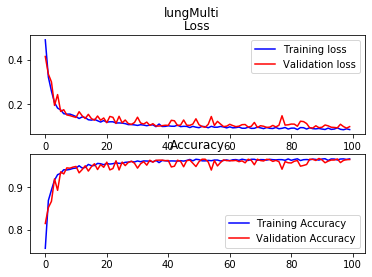 lungMulti
Loss
0.4
0.2
Training loss
Validation loss
0 20 40 60 80 100
Accuracy
0.9
0.8
Training Accuracy
Validation Accuracy
0 20 40 60 80 100